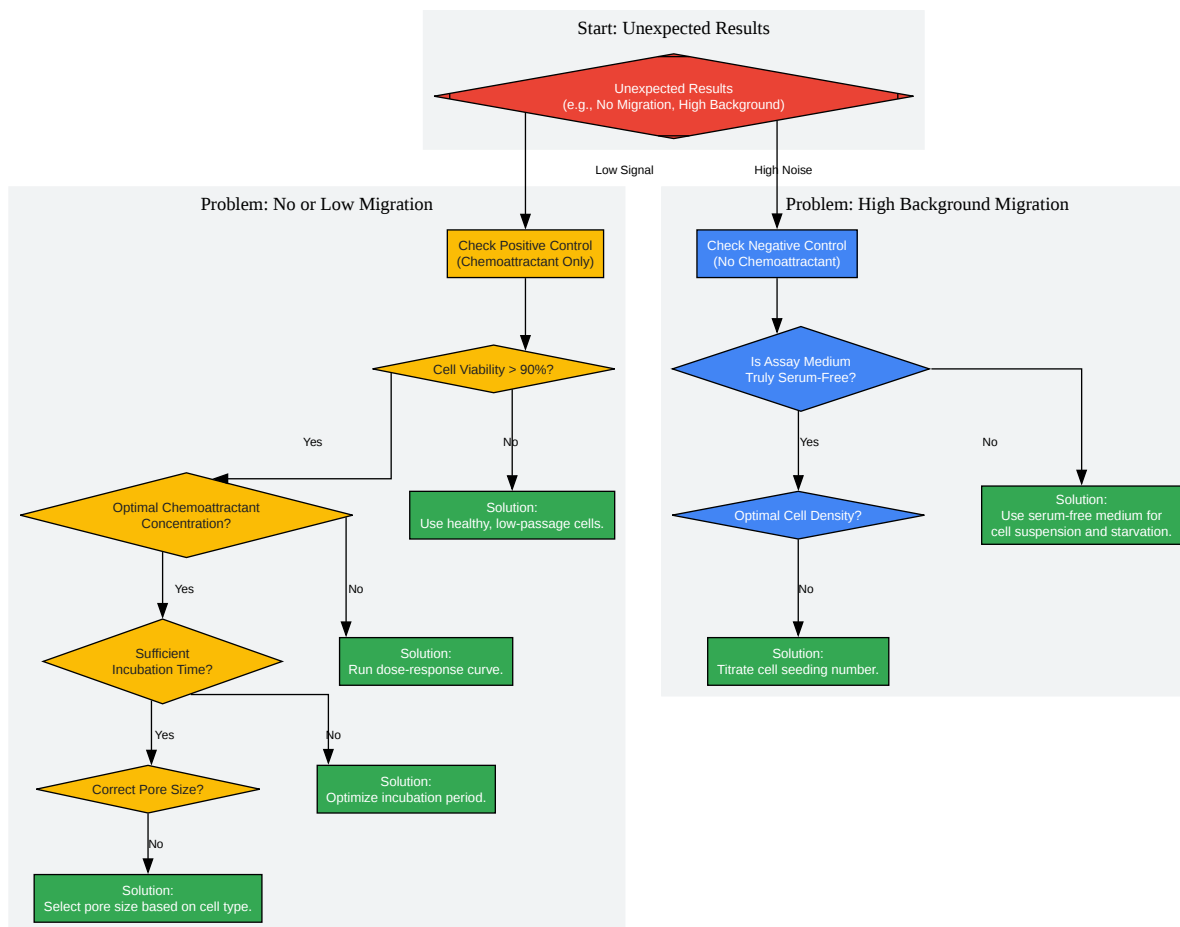 Start: Unexpected Results
Unexpected Results
(e.g., No Migration, High Background)
Low Signal
High Noise
Problem: No or Low Migration
Check Positive Control
(Chemoattractant Only)
Cell Viability > 90%?
Yes
No
Optimal Chemoattractant
Concentration?
Solution:
Use healthy, low-passage cells.
Yes
No
Sufficient
Incubation Time?
Solution:
Run dose-response curve.
Yes
No
Correct Pore Size?
Solution:
Optimize incubation period.
No
Solution:
Select pore size based on cell type.
Problem: High Background Migration
Check Negative Control
(No Chemoattractant)
Is Assay Medium
Truly Serum-Free?
Yes
No
Optimal Cell Density?
Solution:
Use serum-free medium for
cell suspension and starvation.
No
Solution:
Titrate cell seeding number.